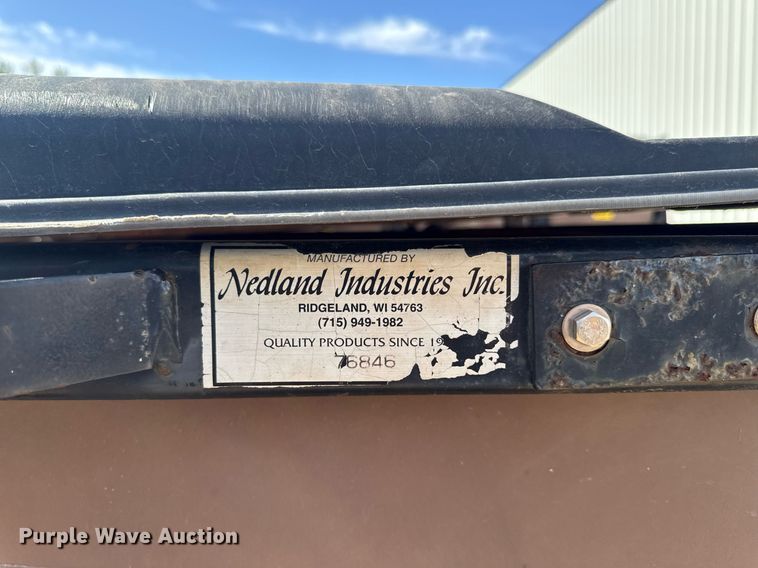 MANUFACTURED BY
Nedland Industries Inc.
RIDGELAND, WI 54763
(715) 949-1982
QUALITY PRODUCTS SINCE 19
76846
Purple Wave Auction